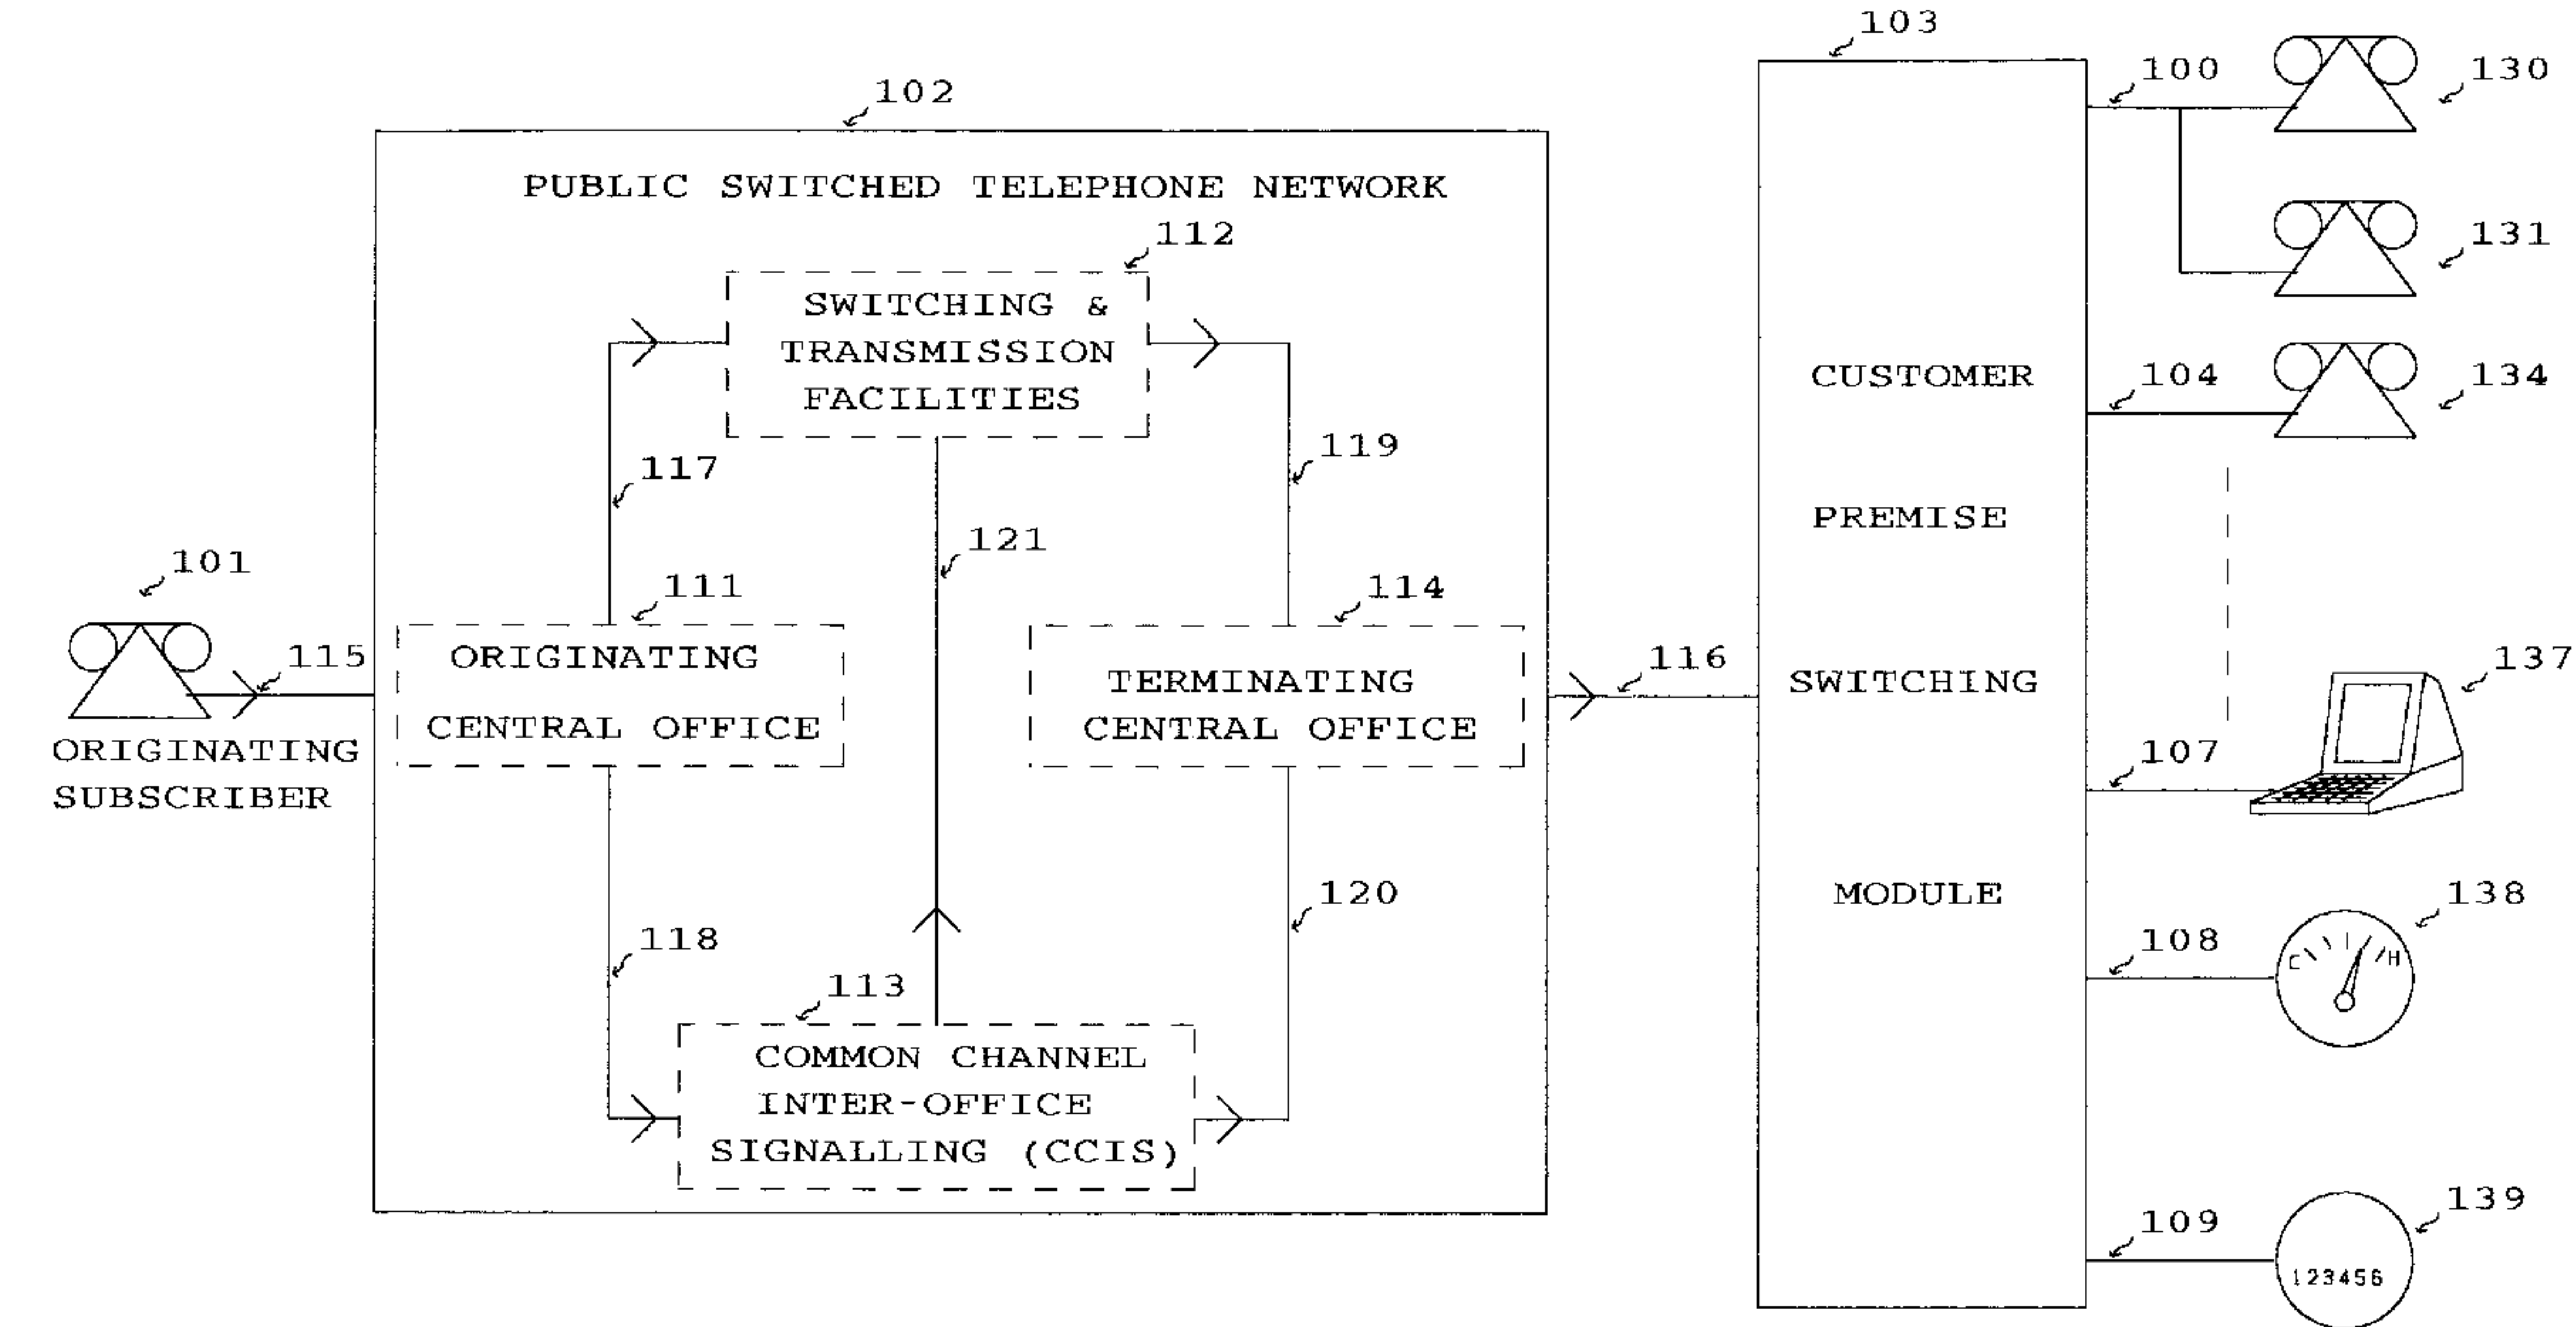 103
100
130
102
PUBLIC SWITCHED TELEPHONE NETWORK
112
131
SWITCHING &
TRANSMISSION
FACILITIES
CUSTOMER
104
134
117
119
121
PREMISE
101
111
114
115
ORIGINATING
CENTRAL OFFICE
TERMINATING
CENTRAL OFFICE
116
SWITCHING
137
ORIGINATING
SUBSCRIBER
107
120
MODULE
138
118
108
C
H
113
COMMON CHANNEL
INTER-OFFICE
SIGNALLING (CCIS)
139
109
123456